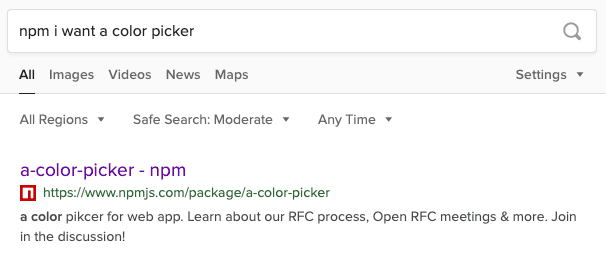 npm i want a color picker
All Images Videos News Maps Settings
All Regions Safe Search: Moderate Any Time
a-color-picker - npm
https://www.npmjs.com/package/a-color-picker
a color pikcer for web app. Learn about our RFC process, Open RFC meetings & more. Join
in the discussion!